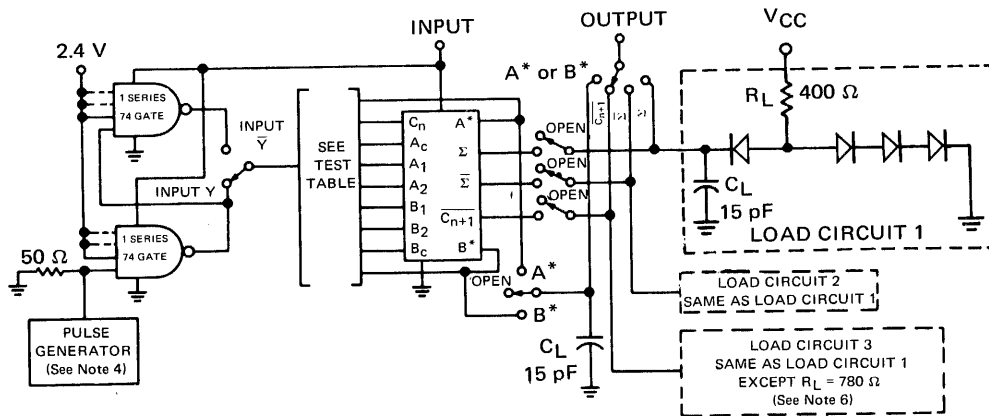 INPUT
OUTPUT
VCC
2.4 V
A* or B*
1 SERIES
74 GATE
INPUT
Y̅
INPUT Y
1 SERIES
74 GATE
50 Ω
PULSE
GENERATOR
(See Note 4)
SEE
TEST
TABLE
Cn
Ac
A1
A2
B1
B2
Bc
A*
Σ
Σ̅
C̅n+1
B*
OPEN
OPEN
OPEN
OPEN
A*
B*
C̅n+1
Σ̅
Σ
CL
15 pF
RL
400 Ω
CL
15 pF
LOAD CIRCUIT 1
LOAD CIRCUIT 2
SAME AS LOAD CIRCUIT 1
LOAD CIRCUIT 3
SAME AS LOAD CIRCUIT 1
EXCEPT RL = 780 Ω
(See Note 6)